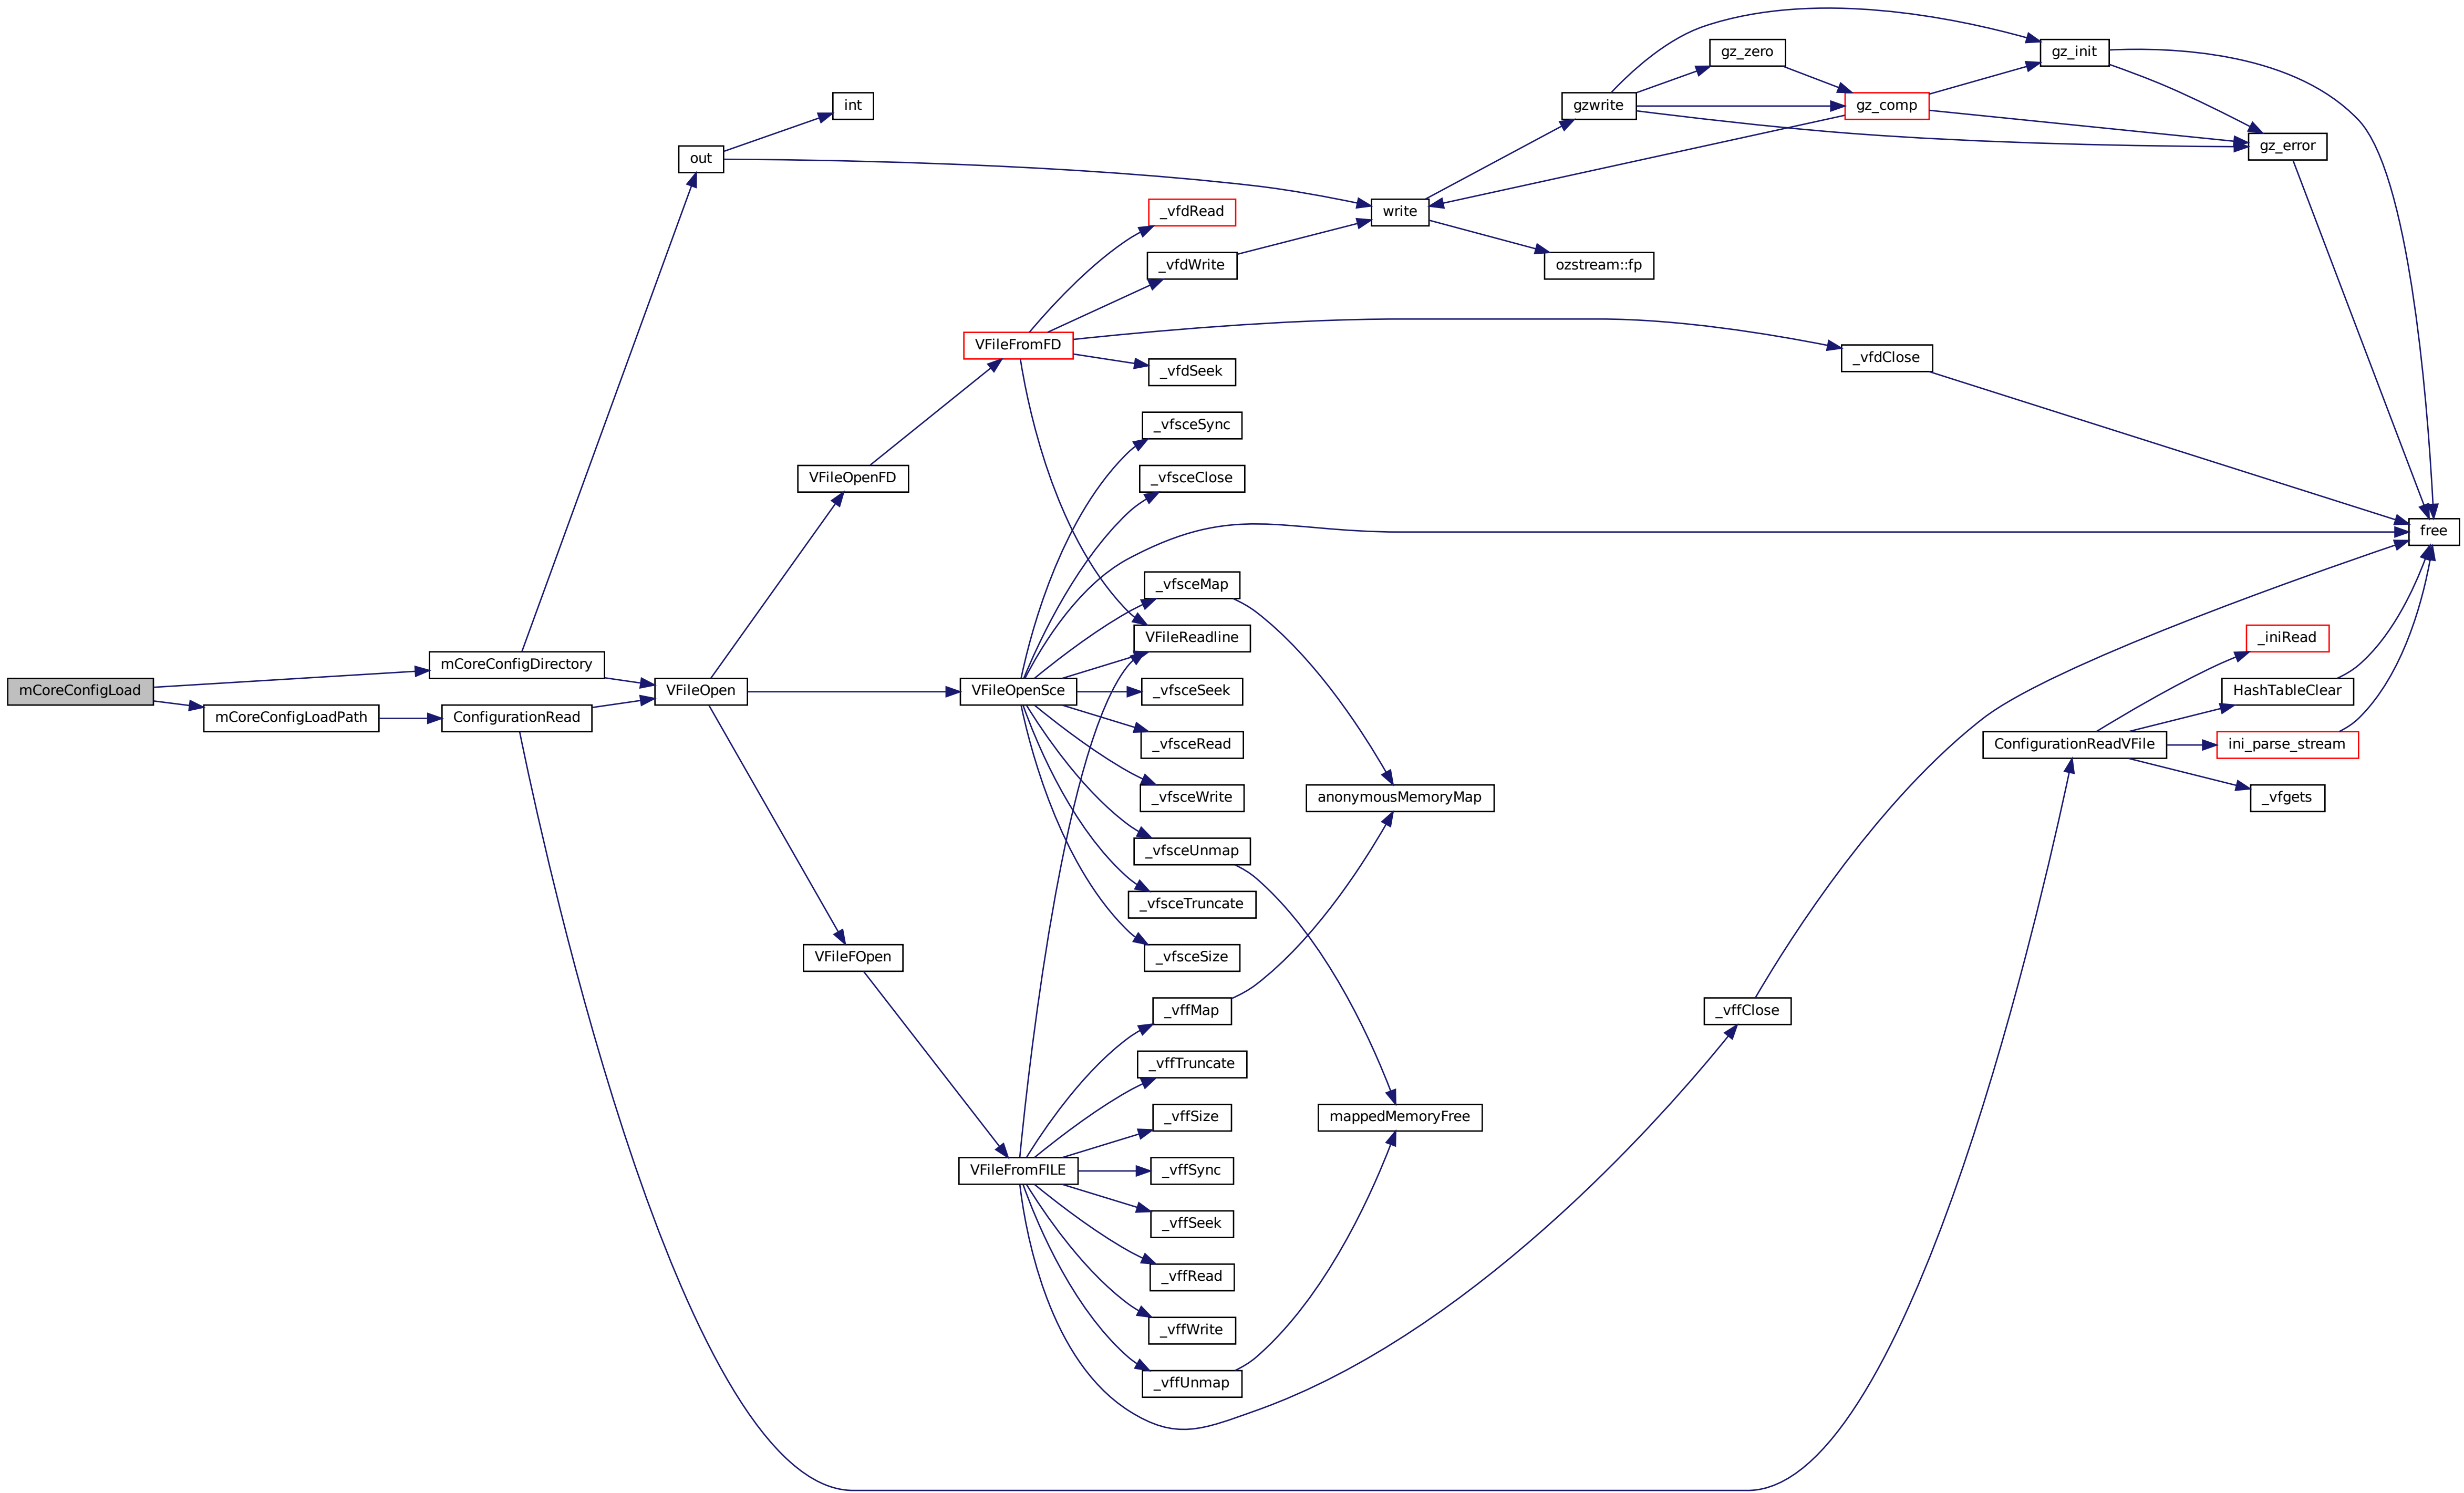 gz_zero
gz_init
int
gzwrite
gz_comp
out
gz_error
_vfdRead
write
_vfdWrite
ozstream::fp
VFileFromFD
_vfdClose
_vfdSeek
_vfsceSync
VFileOpenFD
_vfsceClose
free
_vfsceMap
VFileReadline
_iniRead
mCoreConfigDirectory
mCoreConfigLoad
VFileOpen
VFileOpenSce
_vfsceSeek
HashTableClear
mCoreConfigLoadPath
ConfigurationRead
_vfsceRead
ConfigurationReadVFile
ini_parse_stream
_vfsceWrite
anonymousMemoryMap
_vfgets
_vfsceUnmap
_vfsceTruncate
VFileFOpen
_vfsceSize
_vffMap
_vffClose
_vffTruncate
_vffSize
mappedMemoryFree
VFileFromFILE
_vffSync
_vffSeek
_vffRead
_vffWrite
_vffUnmap